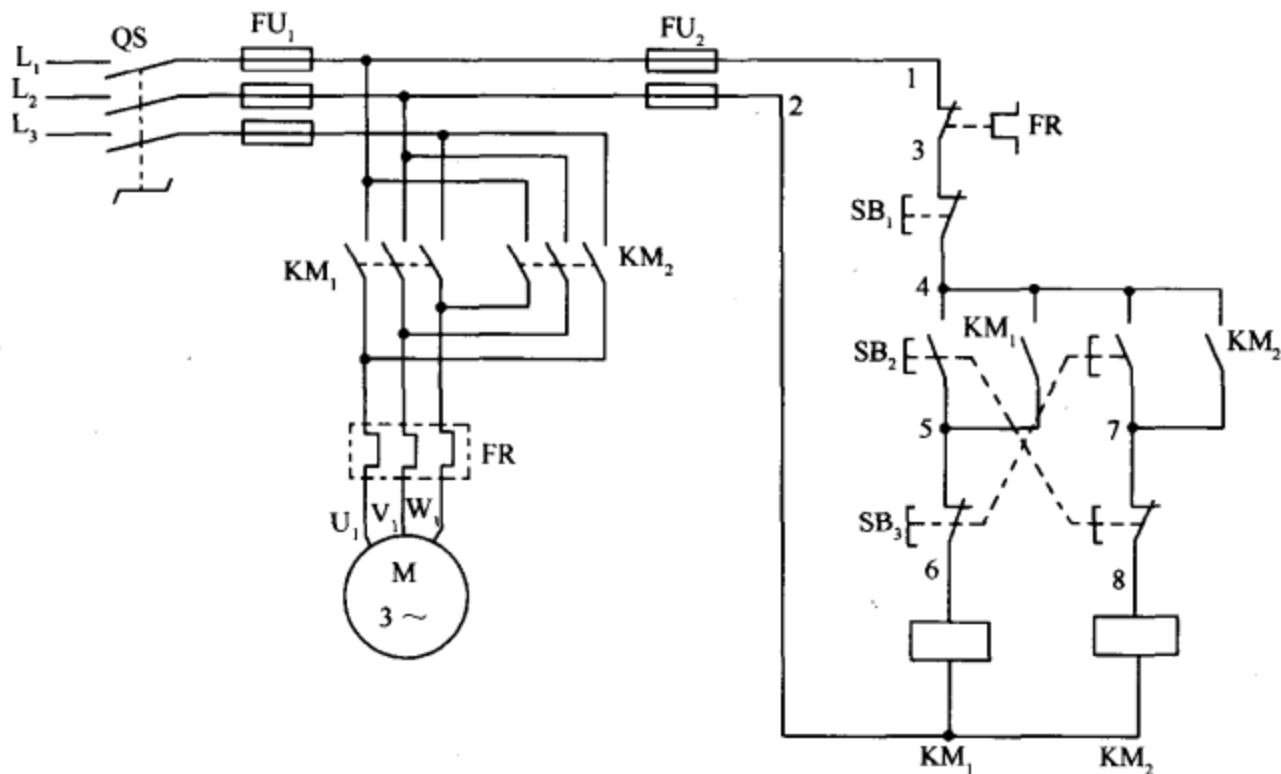 QS
FU₁
FU₂
L₁
L₂
L₃
1
2
FR
3
SB₁
KM₁
KM₂
4
SB₂
KM₁
KM₂
5
7
FR
U₁
V₁
W₁
SB₃
6
8
M
3 ~
KM₁
KM₂